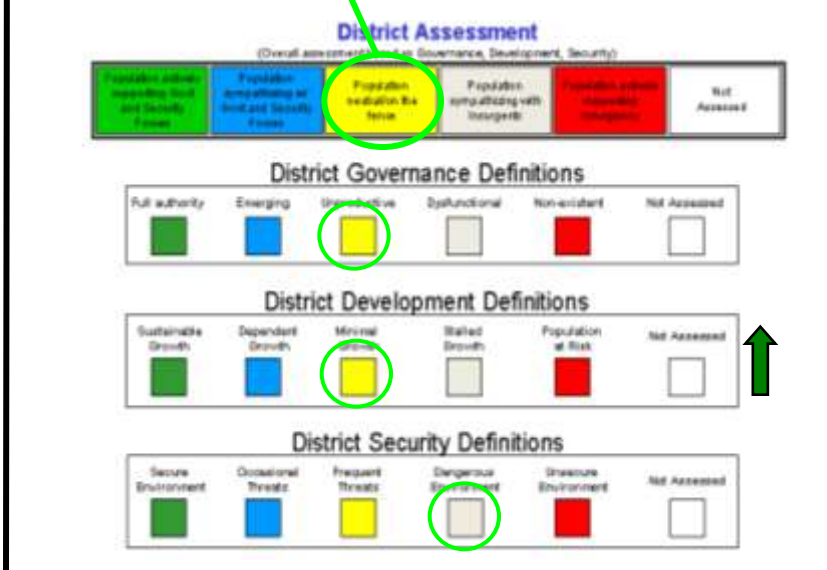 District Assessment
(Overall assessment based on Governance, Development, Security)
Population actively supporting Govt and Security Forces
Population sympathizing w/ Govt and Security Forces
Population neutral/on the fence
Population sympathizing with Insurgents
Population actively supporting Insurgency
Not Assessed
District Governance Definitions
Full authority Emerging Unproductive Dysfunctional Non-existent Not Assessed
District Development Definitions
Sustainable Growth
Dependent Growth
Minimal Growth
Stalled Growth
Population at Risk
Not Assessed
District Security Definitions
Secure Environment
Occasional Threats
Frequent Threats
Dangerous Environment
Unsecure Environment
Not Assessed